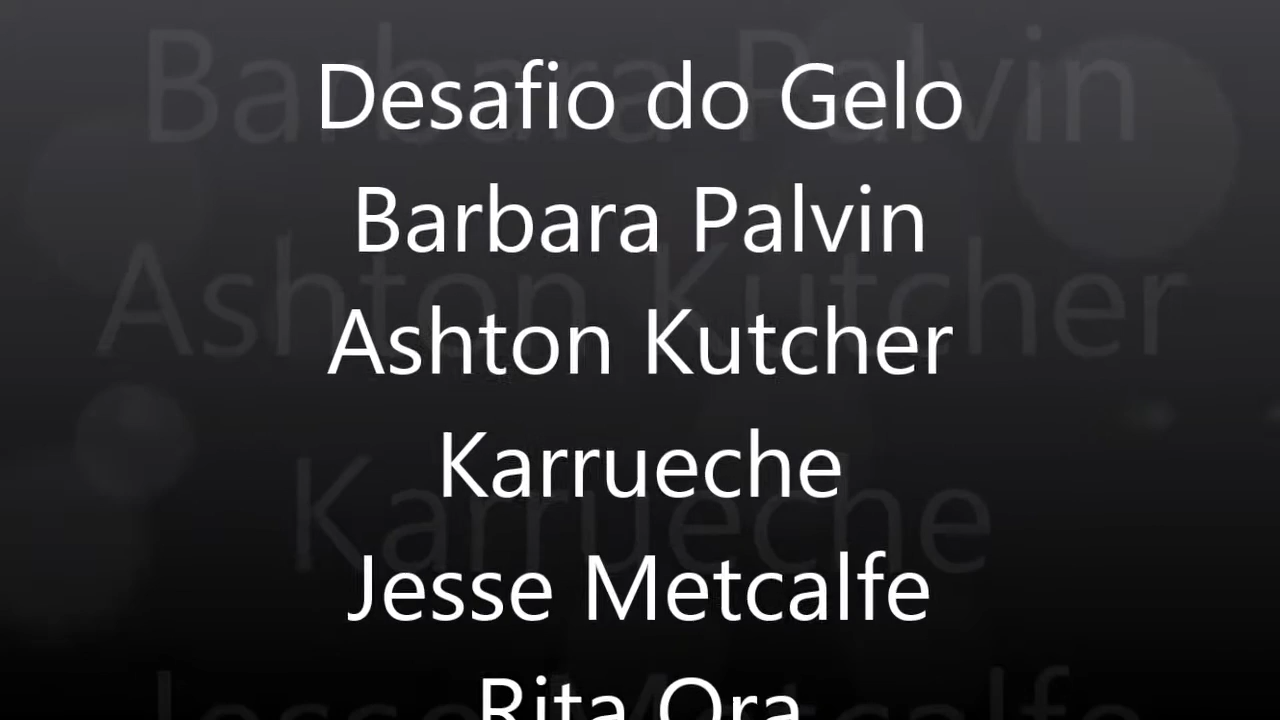 Desafio do Gelo
Barbara Palvin
Ashton Kutcher
Karrueche
Jesse Metcalfe
Rita Ora